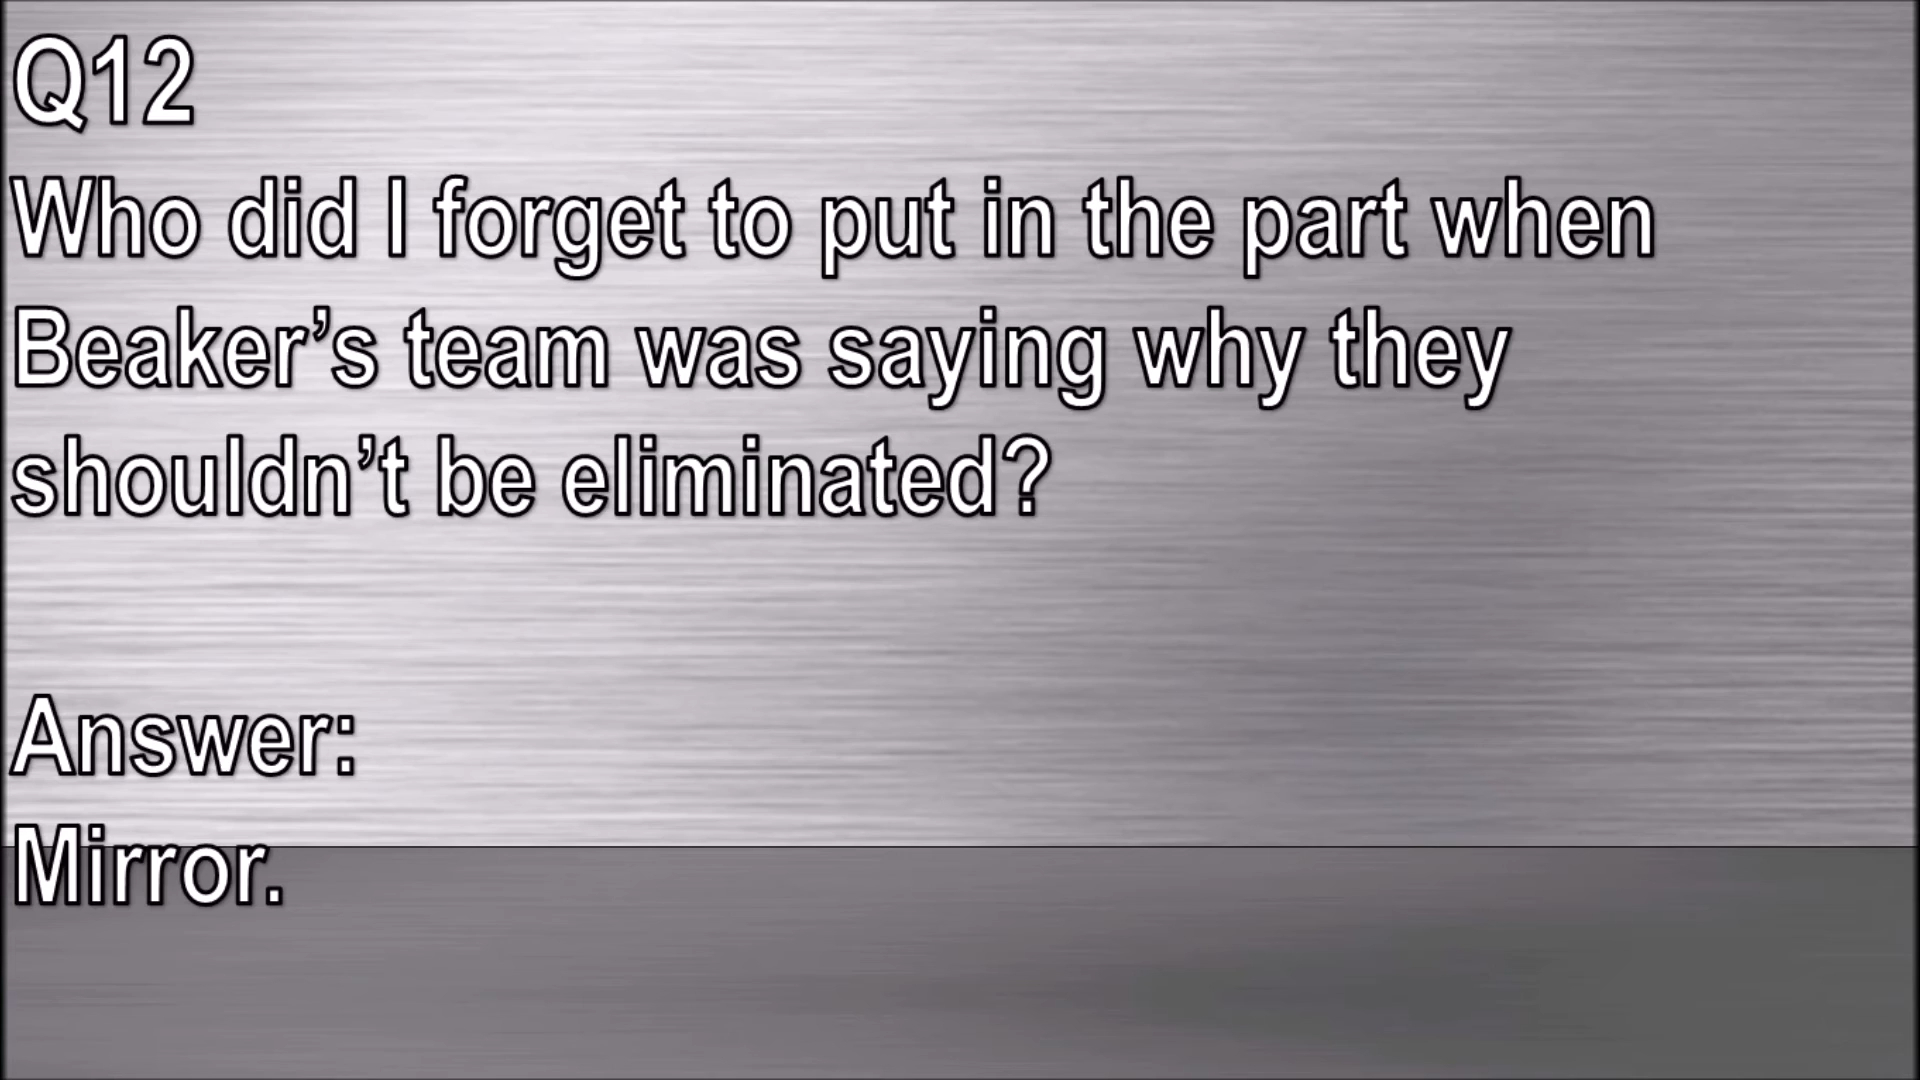 Q12
Who did I forget to put in the part when
Beaker’s team was saying why they
shouldn’t be eliminated?
Answer:
Mirror.